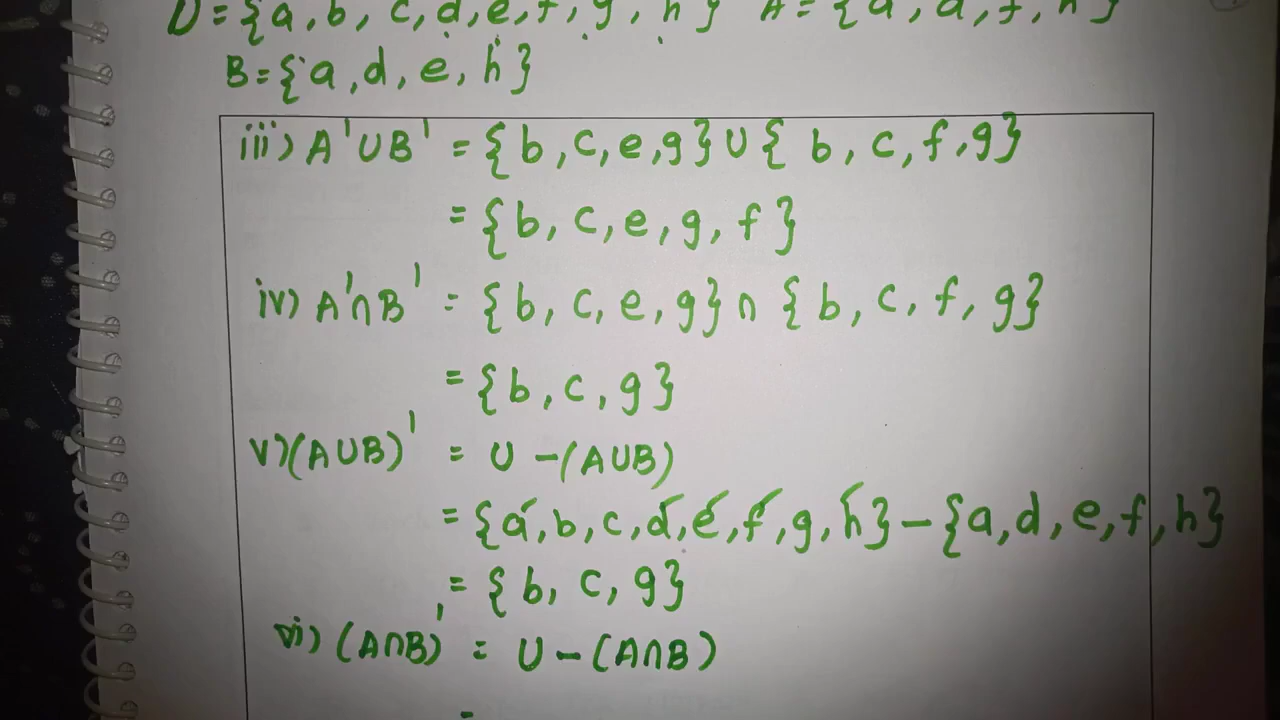 U={a,b,c,d,e,f,g,h} A={a,d,f,h}
B={a,d,e,h}
iii) A'UB' = {b,c,e,g} U { b,c,f,g}
= {b,c,e,g,f}
iv) A'∩B' = {b,c,e,g} ∩ {b,c,f,g}
= {b,c,g}
v)(AUB)' = U -(AUB)
= {a,b,c,d,e,f,g,h} - {a,d,e,f,h}
= {b,c,g}
vi) (A∩B)' = U - (A∩B)
=